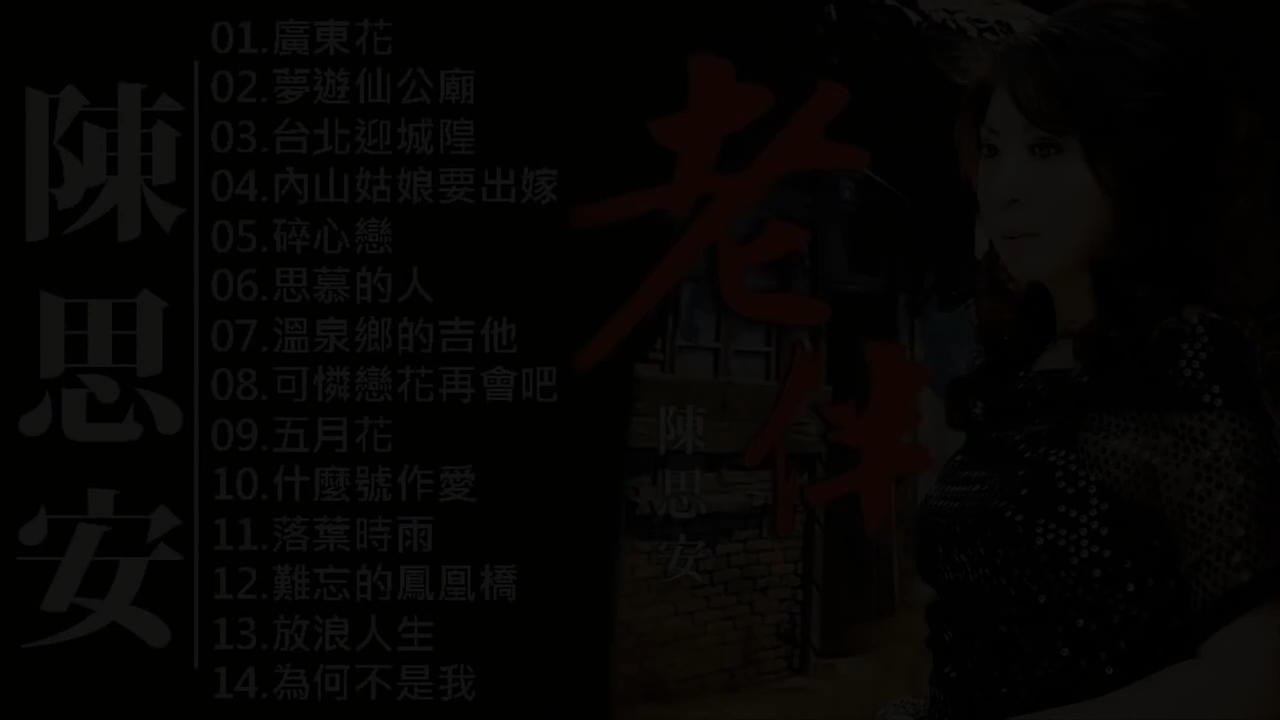 陳思安
01.廣東花
02.夢遊仙公廟
03.台北迎城隍
04.內山姑娘要出嫁
05.碎心戀
06.思慕的人
07.溫泉鄉的吉他
08.可憐戀花再會吧
09.五月花
10.什麼號作愛
11.落葉時雨
12.難忘的鳳凰橋
13.放浪人生
14.為何不是我
老伴
陳思安